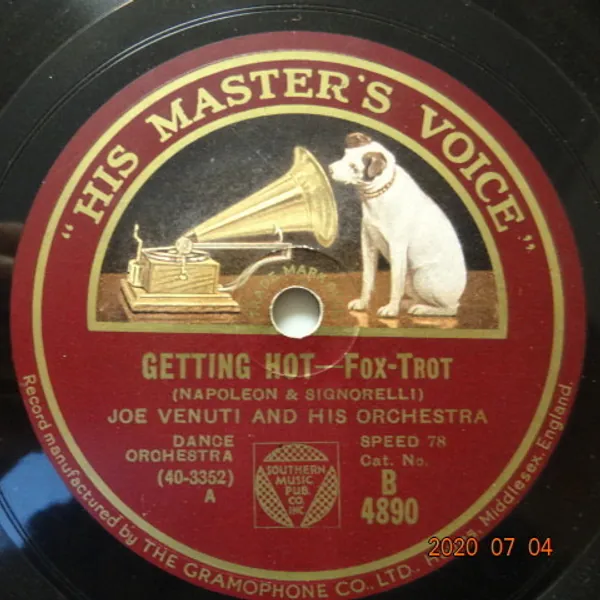 "HIS MASTER'S VOICE"
TRADE MARK
GETTING HOT—FOX-TROT
(NAPOLEON & SIGNORELLI)
JOE VENUTI AND HIS ORCHESTRA
DANCE
ORCHESTRA
(40-3352)
A
SOUTHERN
MUSIC
PUB.
CO.
INC
SPEED 78
Cat. No.
B
4890
Record manufactured by THE GRAMOPHONE CO., LTD. Middlesex, England.
2020 07 04